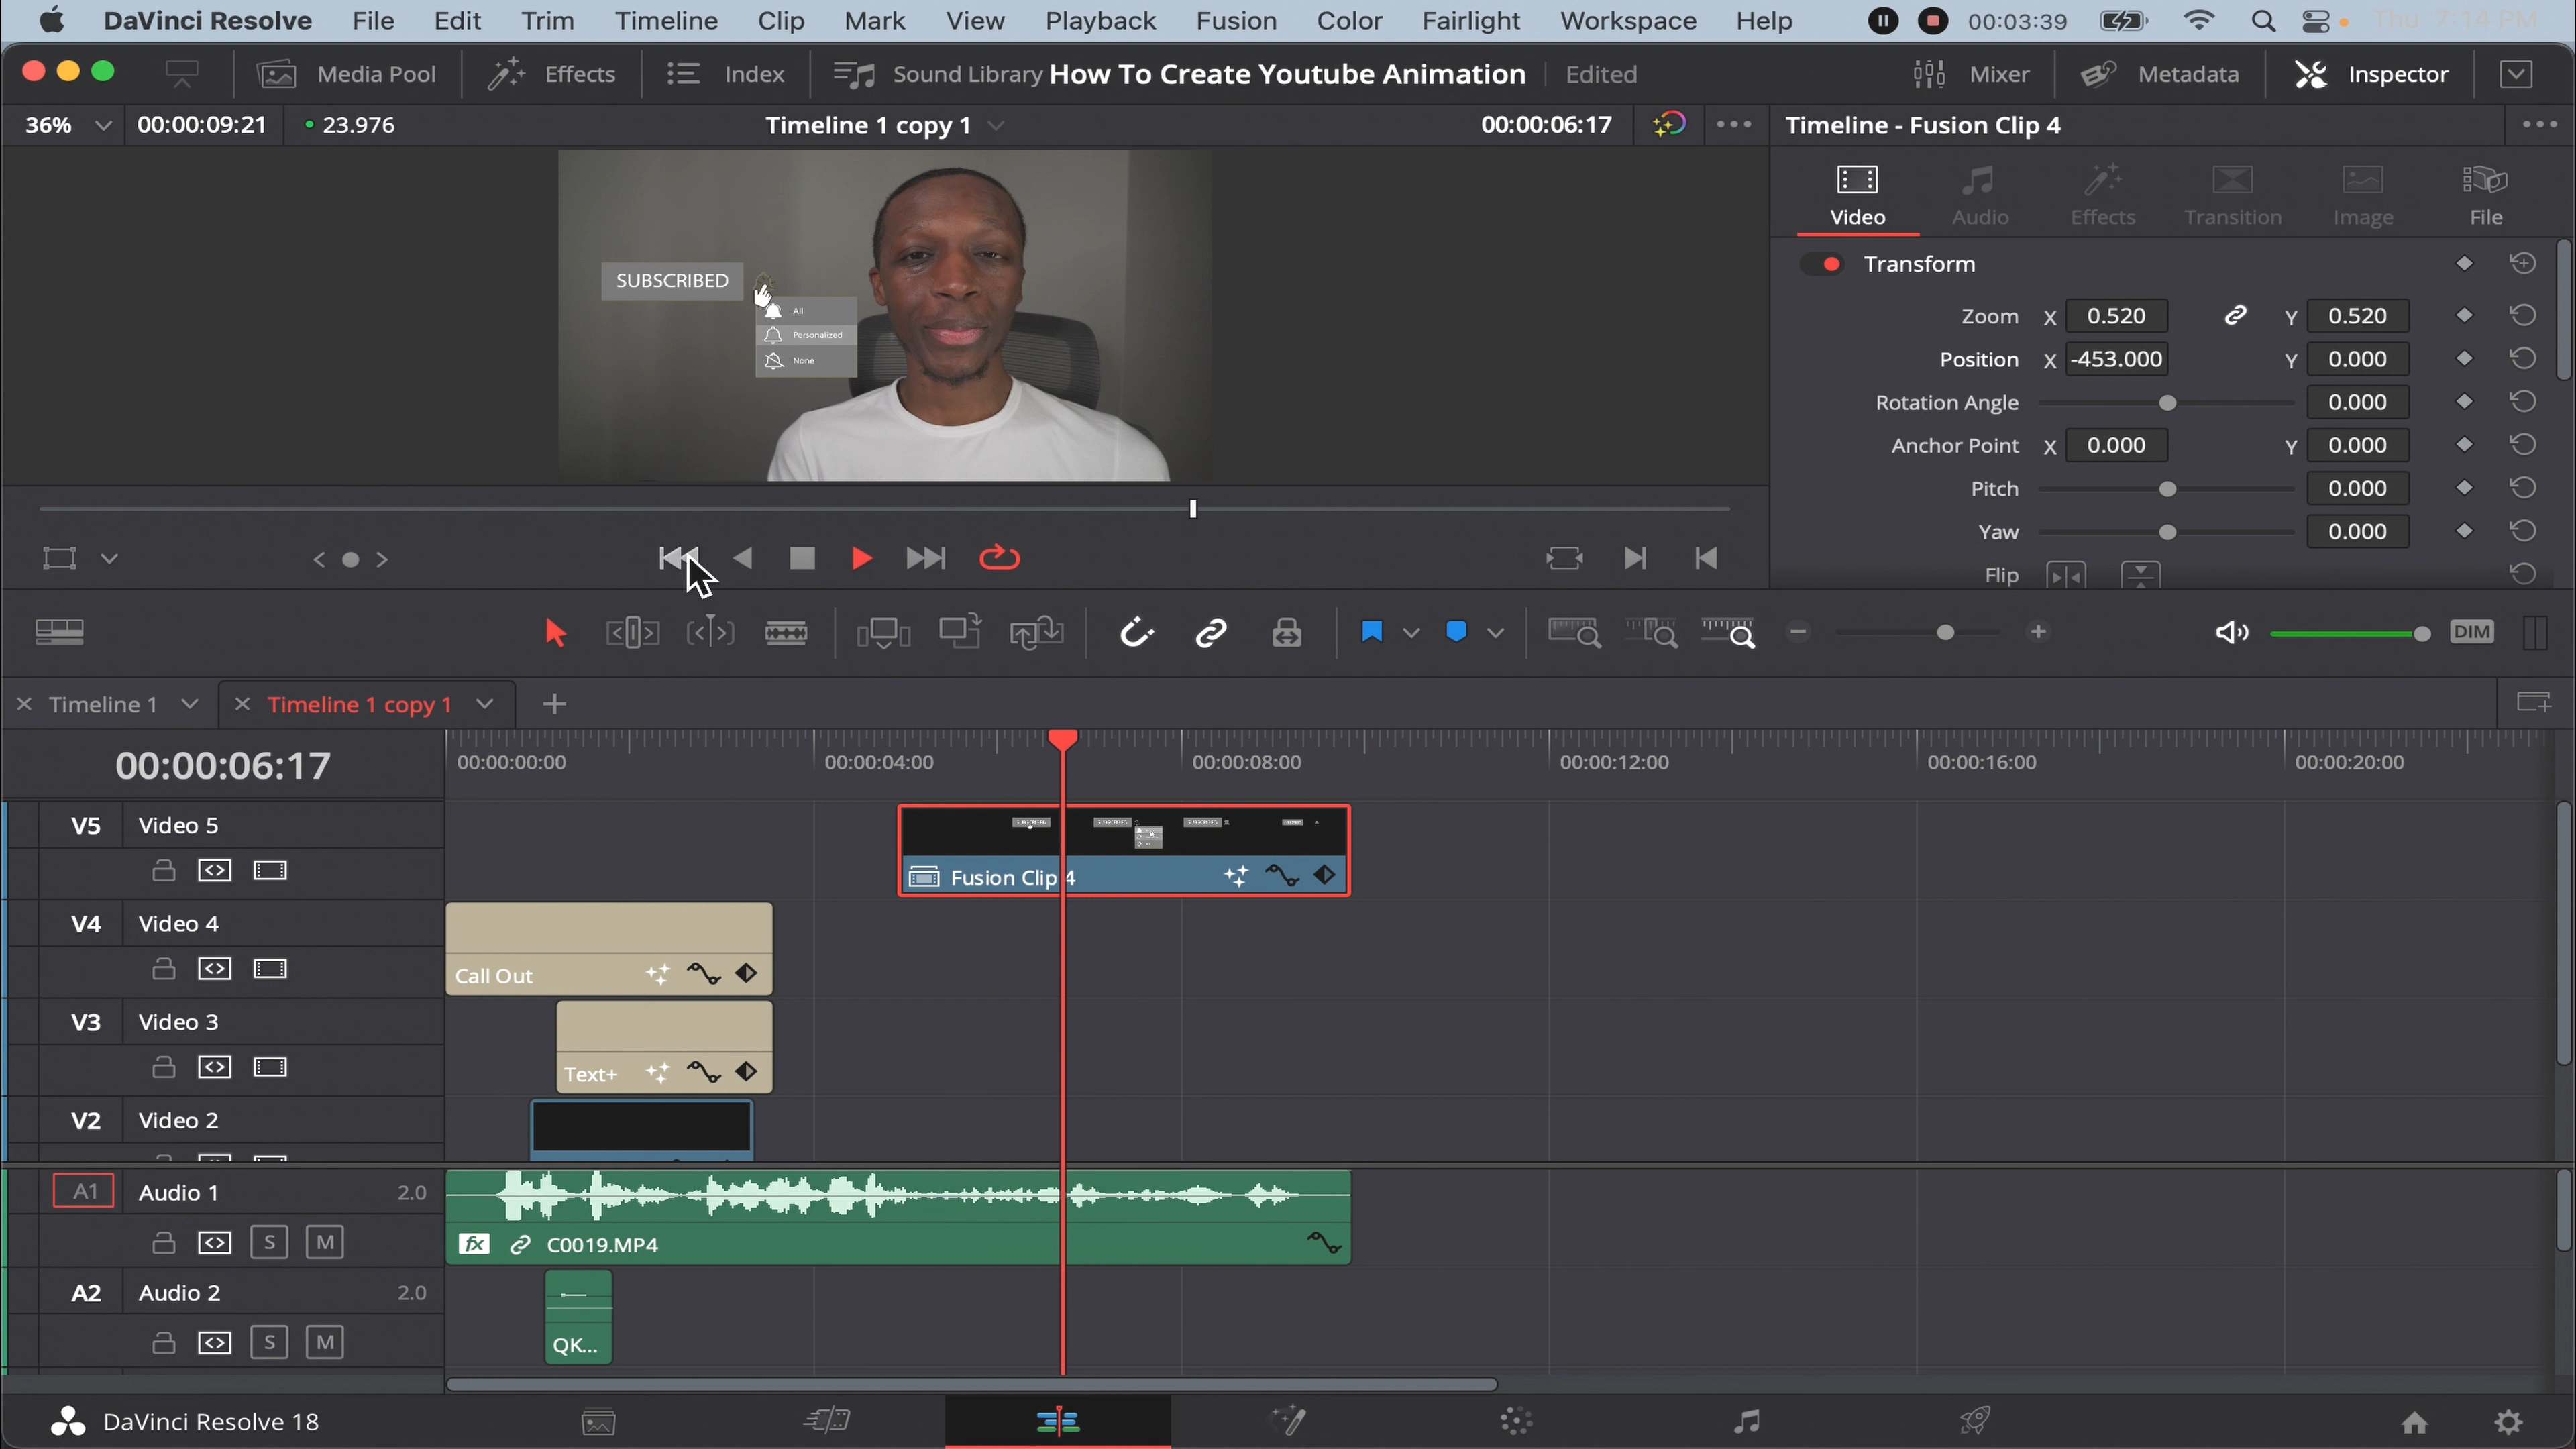 DaVinci Resolve File Edit Trim Timeline Clip Mark View Playback Fusion Color Fairlight Workspace Help 00:03:39 Thu 7:14 PM
Media Pool Effects Index Sound Library How To Create Youtube Animation Edited Mixer Metadata Inspector
36% 00:00:09:21 23.976 Timeline 1 copy 1 00:00:06:17 Timeline - Fusion Clip 4
Video Audio Effects Transition Image File
SUBSCRIBED
All
Personalized
None
Transform
Zoom X 0.520 Y 0.520
Position X -453.000 Y 0.000
Rotation Angle 0.000
Anchor Point X 0.000 Y 0.000
Pitch 0.000
Yaw 0.000
Flip
DIM
Timeline 1 Timeline 1 copy 1
00:00:06:17 00:00:00:00 00:00:04:00 00:00:08:00 00:00:12:00 00:00:16:00 00:00:20:00
V5 Video 5
Fusion Clip 4
V4 Video 4
Call Out
V3 Video 3
Text+
V2 Video 2
A1 Audio 1 2.0
S M
fx C0019.MP4
A2 Audio 2 2.0
S M
QK...
DaVinci Resolve 18